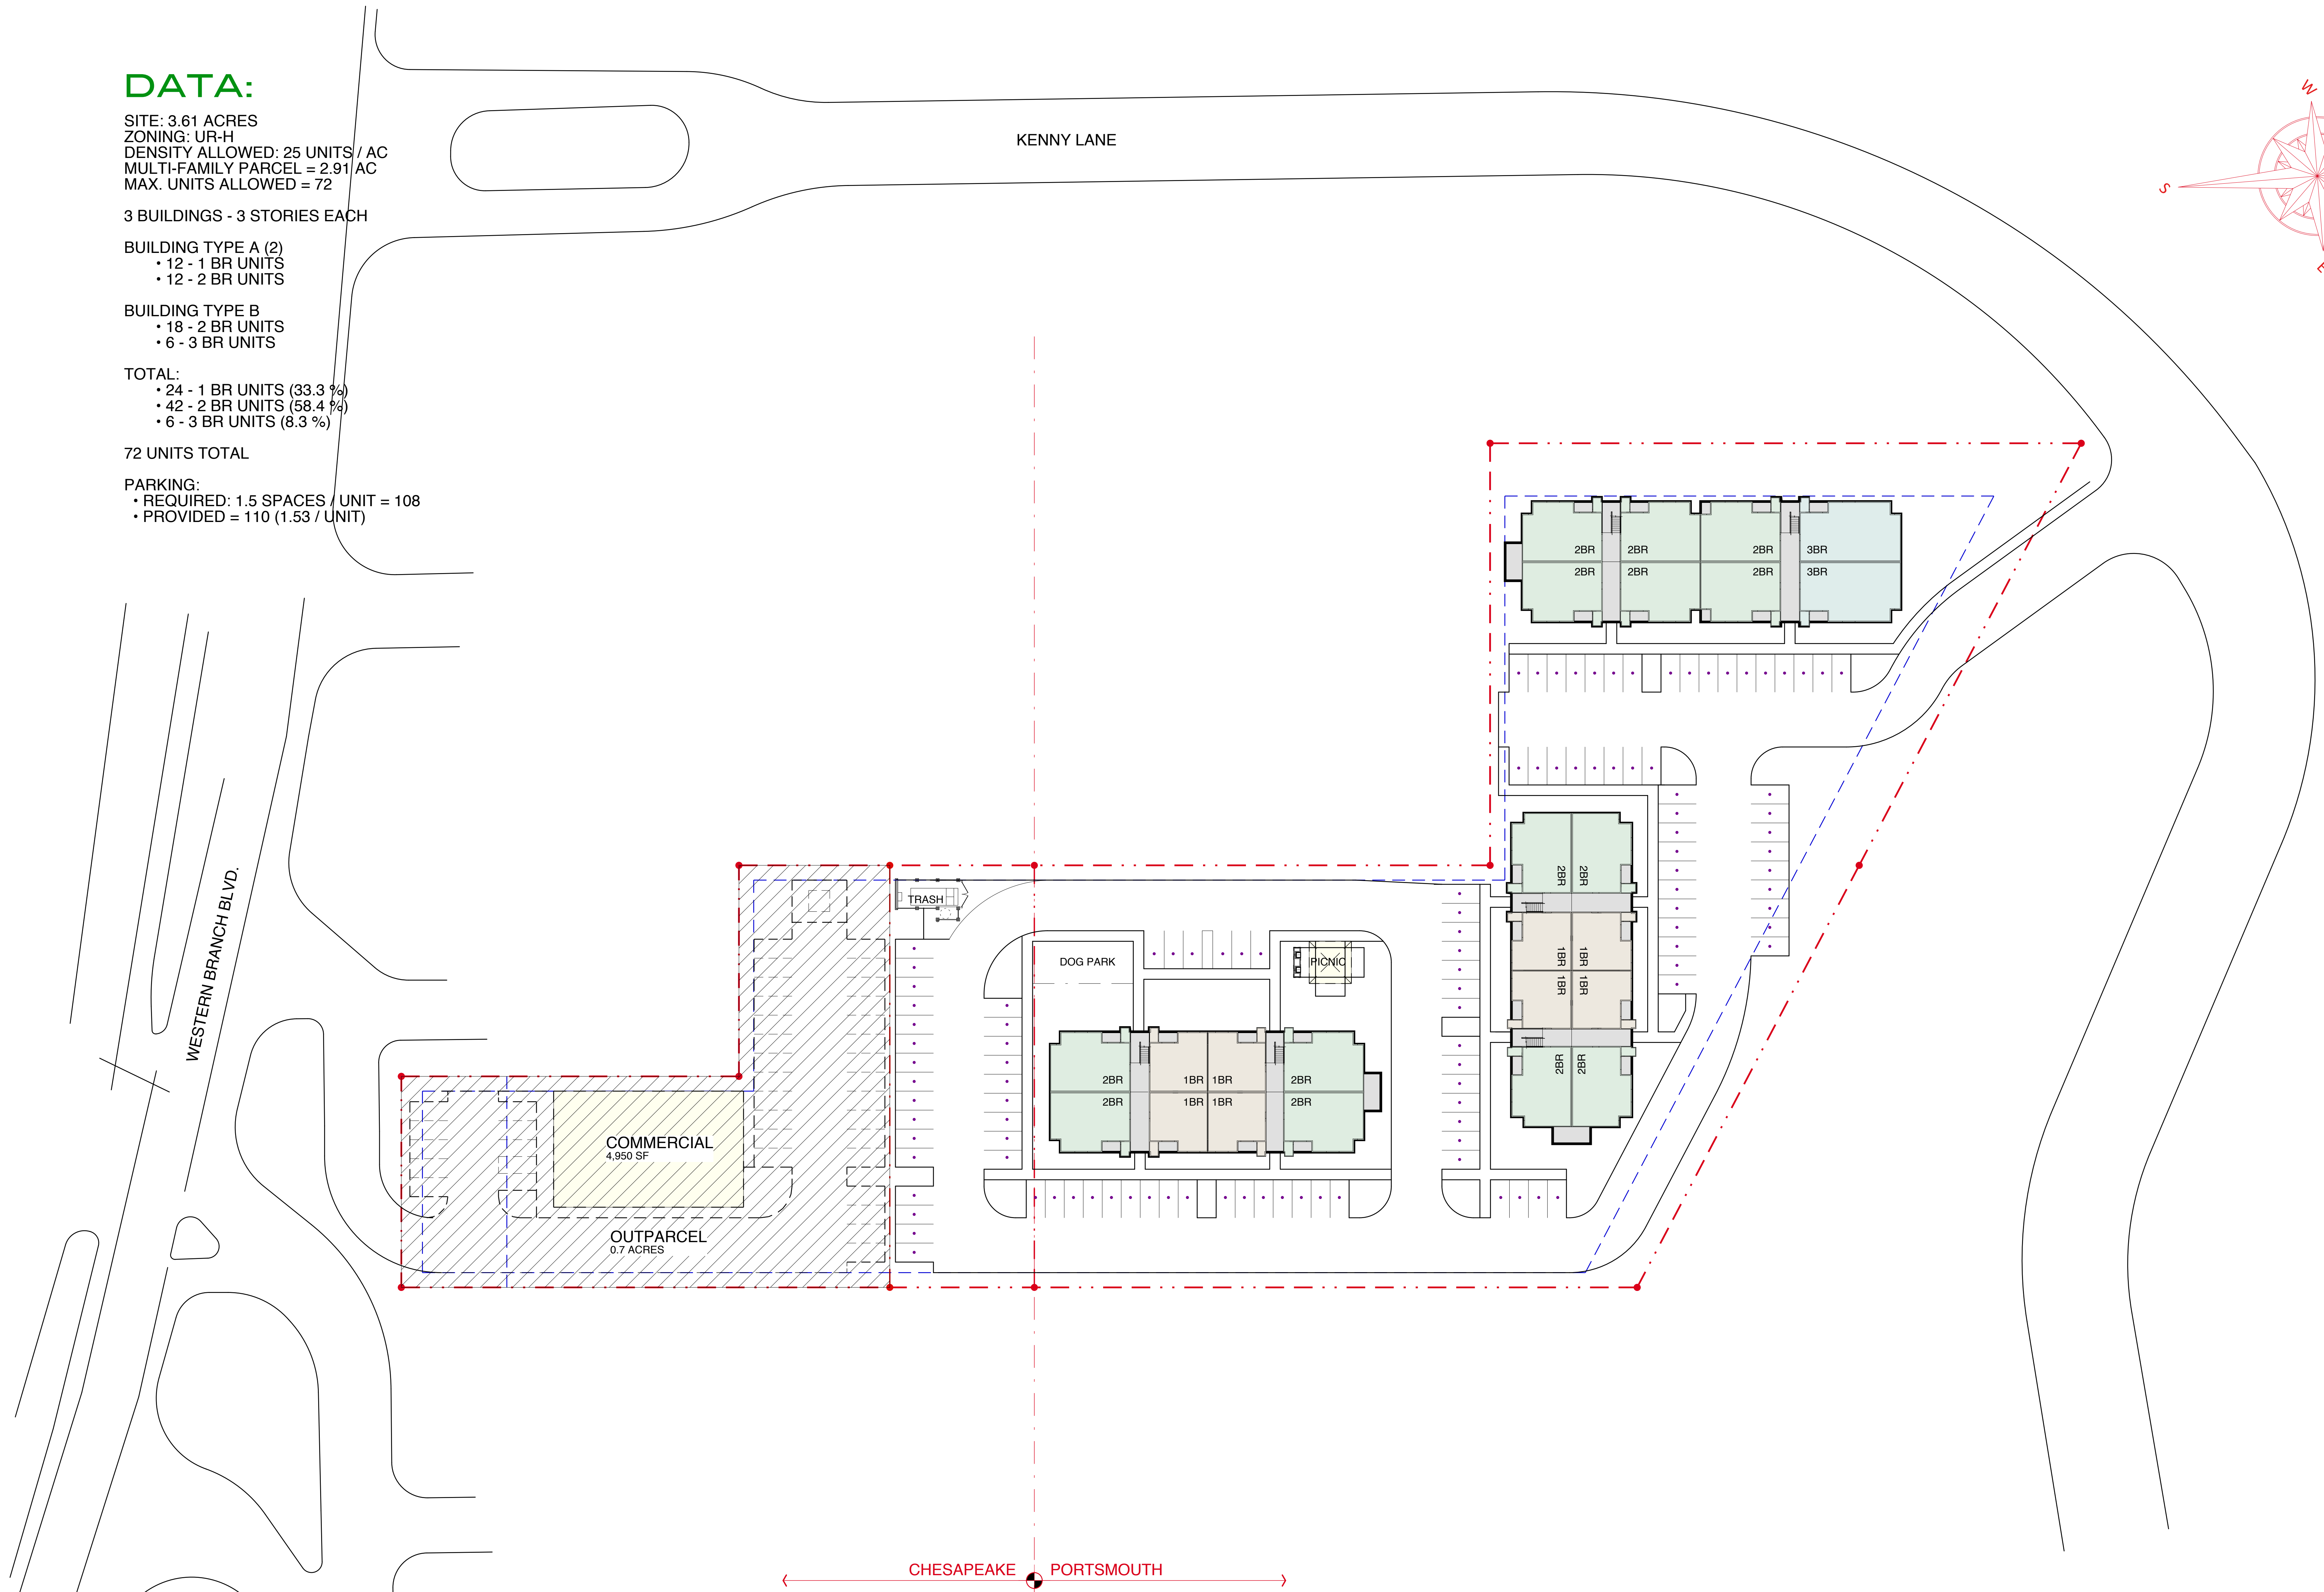 DATA:
SITE: 3.61 ACRES
ZONING: UR-H
DENSITY ALLOWED: 25 UNITS / AC
MULTI-FAMILY PARCEL = 2.91 AC
MAX. UNITS ALLOWED = 72
3 BUILDINGS - 3 STORIES EACH
BUILDING TYPE A (2)
• 12 - 1 BR UNITS
• 12 - 2 BR UNITS
BUILDING TYPE B
• 18 - 2 BR UNITS
• 6 - 3 BR UNITS
TOTAL:
• 24 - 1 BR UNITS (33.3 %)
• 42 - 2 BR UNITS (58.4 %)
• 6 - 3 BR UNITS (8.3 %)
72 UNITS TOTAL
PARKING:
• REQUIRED: 1.5 SPACES / UNIT = 108
• PROVIDED = 110 (1.53 / UNIT)
KENNY LANE
W
S
E
2BR 2BR 2BR 3BR
2BR 2BR 2BR 3BR
2BR 2BR
1BR 1BR
1BR 1BR
2BR 2BR
TRASH
DOG PARK
PICNIC
2BR 1BR 1BR 2BR
2BR 1BR 1BR 2BR
WESTERN BRANCH BLVD.
COMMERCIAL
4,950 SF
OUTPARCEL
0.7 ACRES
CHESAPEAKE PORTSMOUTH